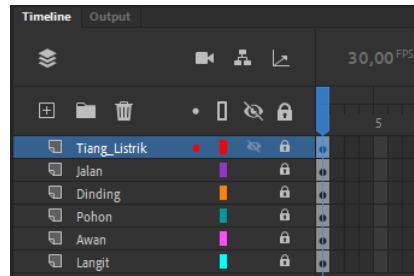 Timeline Output
30,00 FPS
5
Tiang_Listrik
Jalan
Dinding
Pohon
Awan
Langit